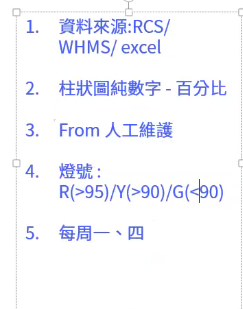 1. 資料來源:RCS/
WHMS/ excel
2. 柱狀圖純數字 - 百分比
3. From 人工維護
4. 燈號 :
R(>95)/Y(>90)/G(<90)
5. 每周一、四